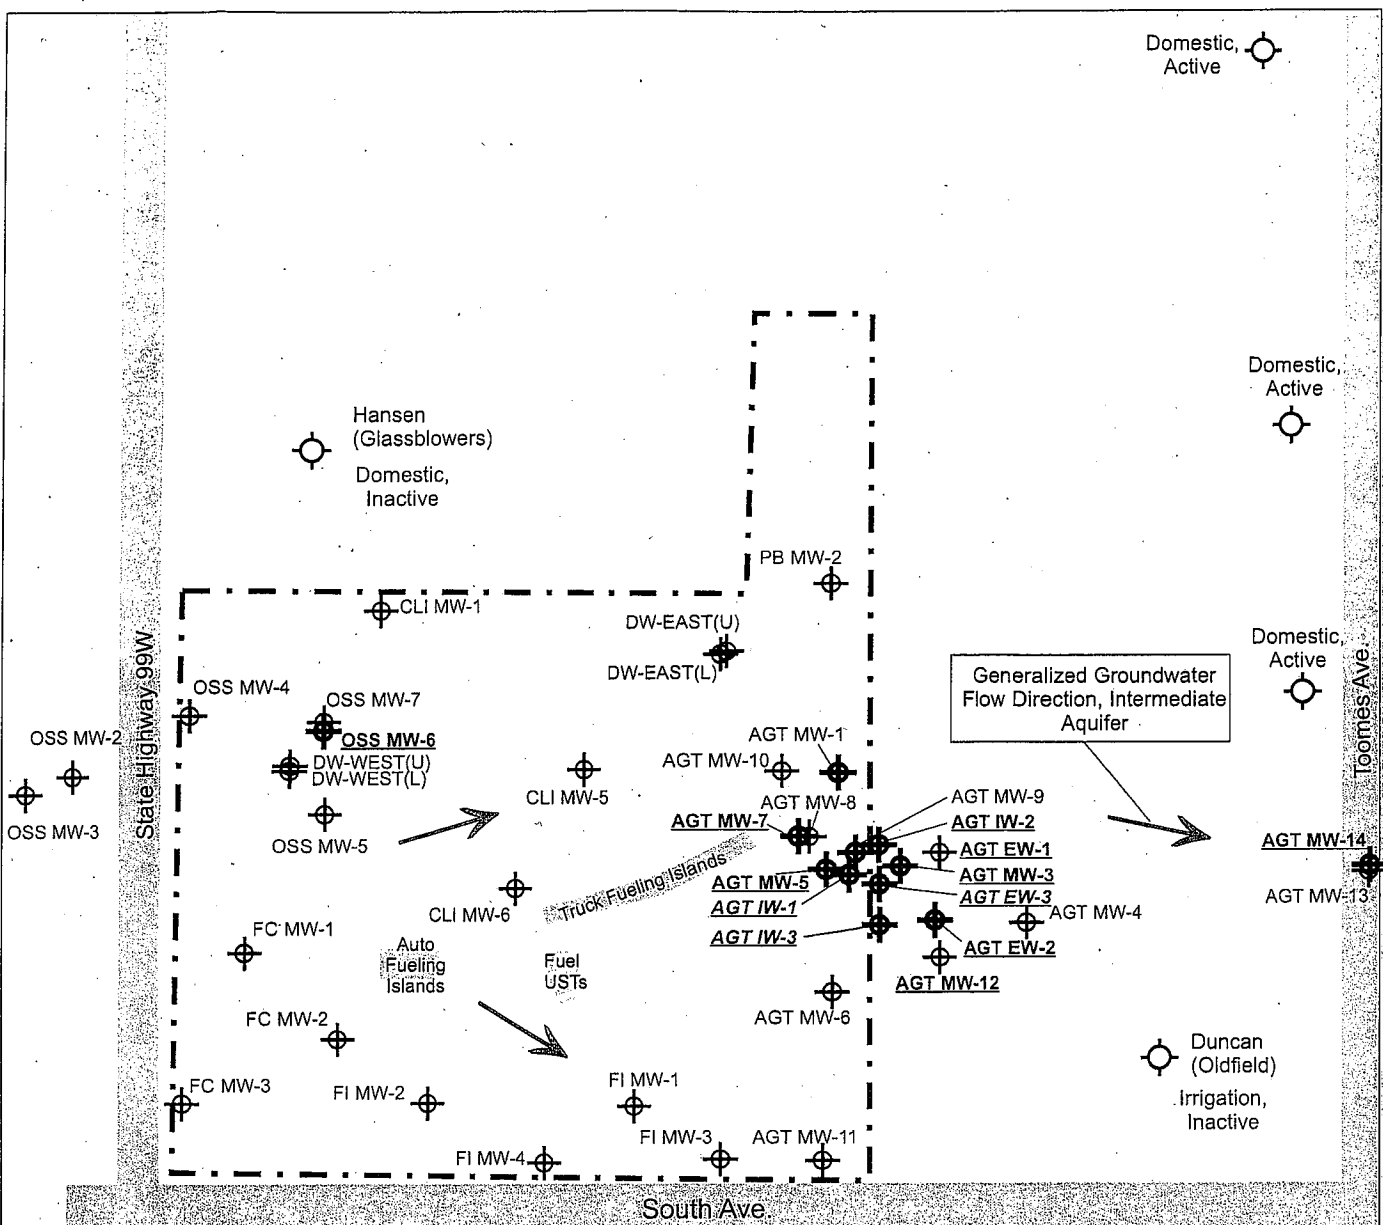 Domestic,
Active
Domestic,
Active
Hansen
(Glassblowers)
Domestic,
Inactive
PB MW-2
CLI MW-1
DW-EAST(U)
DW-EAST(L)
Domestic,
Active
Generalized Groundwater
Flow Direction, Intermediate
Aquifer
State Highway 99W
Toomes Ave.
OSS MW-4
OSS MW-7
OSS MW-6
OSS MW-2
DW-WEST(U)
DW-WEST(L)
OSS MW-3
OSS MW-5
CLI MW-5
AGT MW-1
AGT MW-10
AGT MW-8
AGT MW-7
AGT MW-9
AGT IW-2
AGT EW-1
AGT MW-3
AGT EW-3
AGT MW-14
AGT MW-13
AGT MW-5
AGT IW-1
AGT IW-3
AGT MW-4
AGT EW-2
AGT MW-12
CLI MW-6
Truck Fueling Islands
FC MW-1
Auto
Fueling
Islands
Fuel
USTs
AGT MW-6
FC MW-2
Duncan
(Oldfield)
Irrigation,
Inactive
FC MW-3
FI MW-2
FI MW-1
FI MW-4
FI MW-3
AGT MW-11
South Ave.